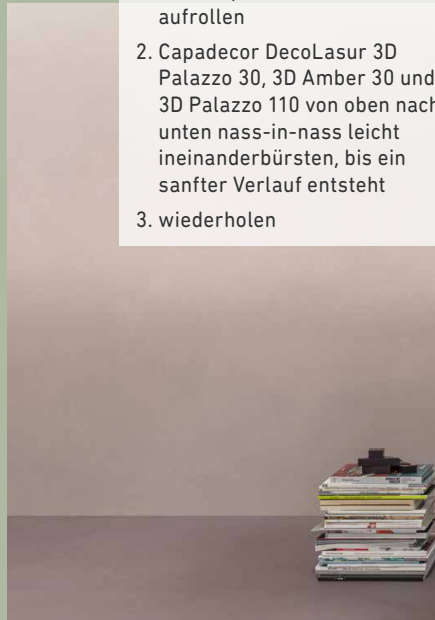 aufrollen
2. Capadecor DecoLasur 3D
Palazzo 30, 3D Amber 30 und
3D Palazzo 110 von oben nach
unten nass-in-nass leicht
ineinanderbürsten, bis ein
sanfter Verlauf entsteht
3. wiederholen